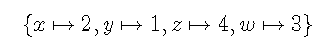 {x ↦ 2, y ↦ 1, z ↦ 4, w ↦ 3}